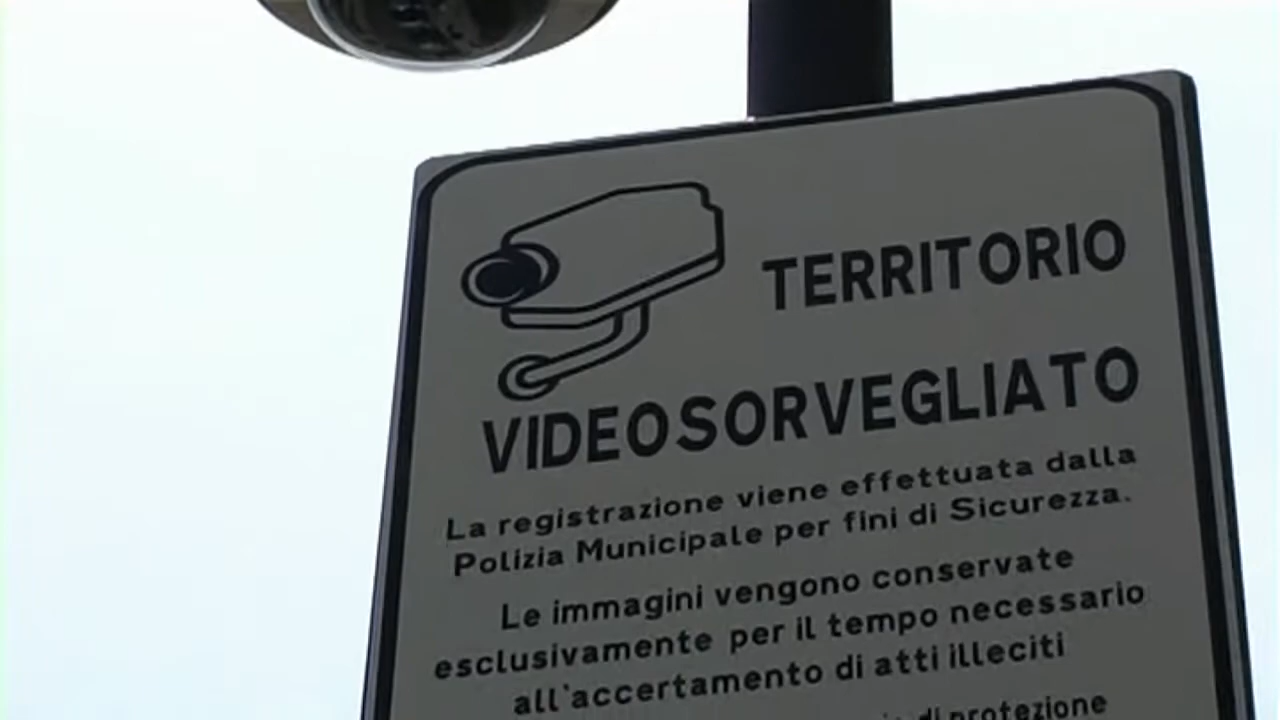 TERRITORIO
VIDEOSORVEGLIATO
La registrazione viene effettuata dalla
Polizia Municipale per fini di Sicurezza.
Le immagini vengono conservate
esclusivamente per il tempo necessario
all'accertamento di atti illeciti
di protezione